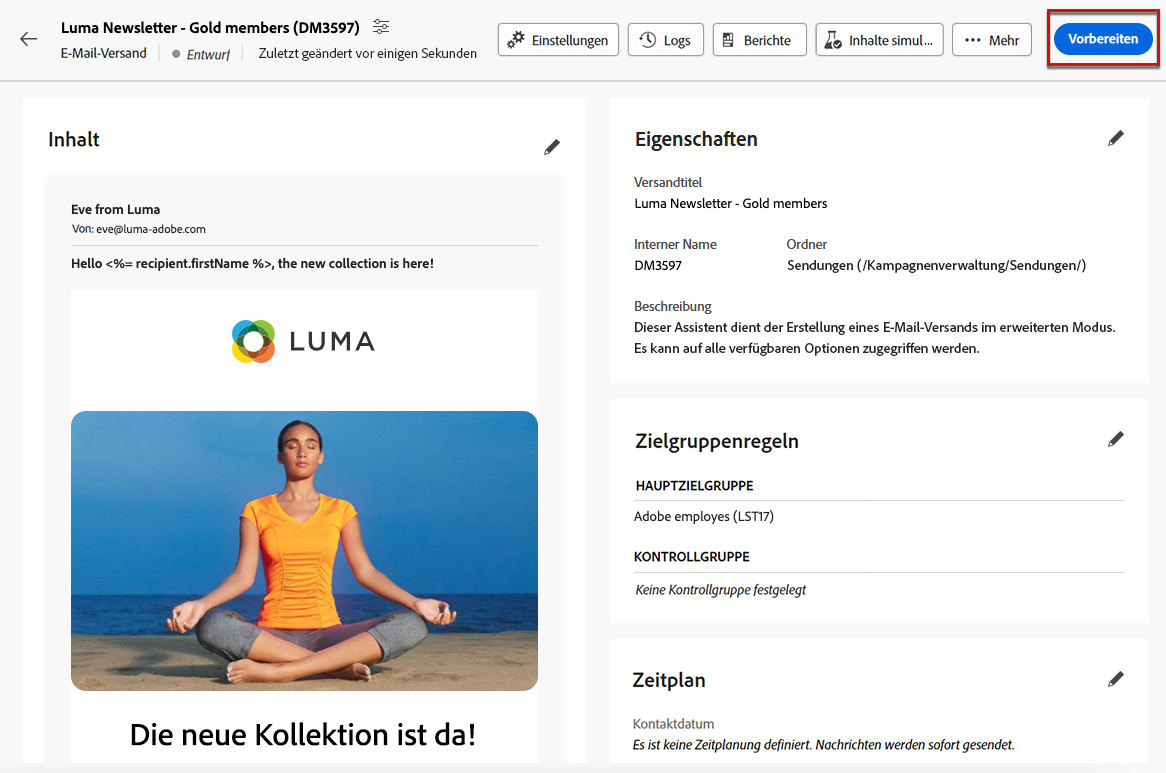 Luma Newsletter - Gold members (DM3597)
E-Mail-Versand
Entwurf
Zuletzt geändert vor einigen Sekunden
Einstellungen
Logs
Berichte
Inhalte simul...
Mehr
Vorbereiten
Inhalt
Eve from Luma
Von: eve@luma-adobe.com
Hello <%= recipient.firstName %>, the new collection is here!
LUMA
Die neue Kollektion ist da!
Eigenschaften
Versandtitel
Luma Newsletter - Gold members
Interner Name
DM3597
Ordner
Sendungen (/Kampagnenverwaltung/Sendungen/)
Beschreibung
Dieser Assistent dient der Erstellung eines E-Mail-Versands im erweiterten Modus.
Es kann auf alle verfügbaren Optionen zugegriffen werden.
Zielgruppenregeln
HAUPTZIELGRUPPE
Adobe employes (LST17)
KONTROLLGRUPPE
Keine Kontrollgruppe festgelegt
Zeitplan
Kontaktdatum
Es ist keine Zeitplanung definiert. Nachrichten werden sofort gesendet.